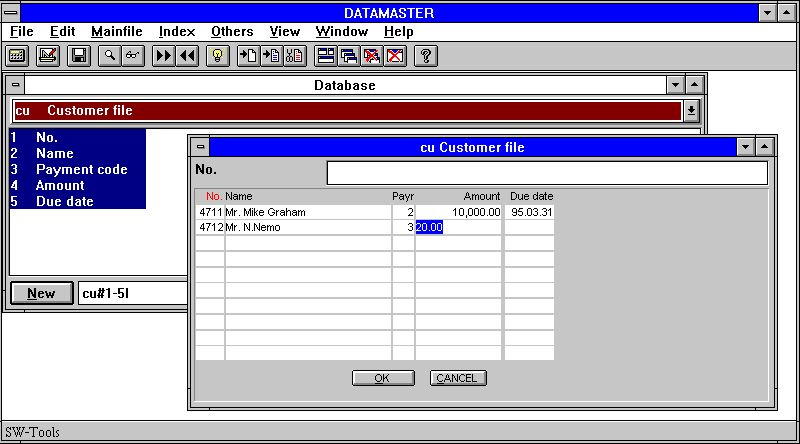 DATAMASTER
File Edit Mainfile Index Others View Window Help
Database
cu Customer file
1 No.
2 Name
3 Payment code
4 Amount
5 Due date
New cu#1-5l
cu Customer file
No.
No. Name Payr Amount Due date
4711 Mr. Mike Graham 2 10,000.00 95.03.31
4712 Mr. N.Nemo 3 20.00
OK CANCEL
SW-Tools